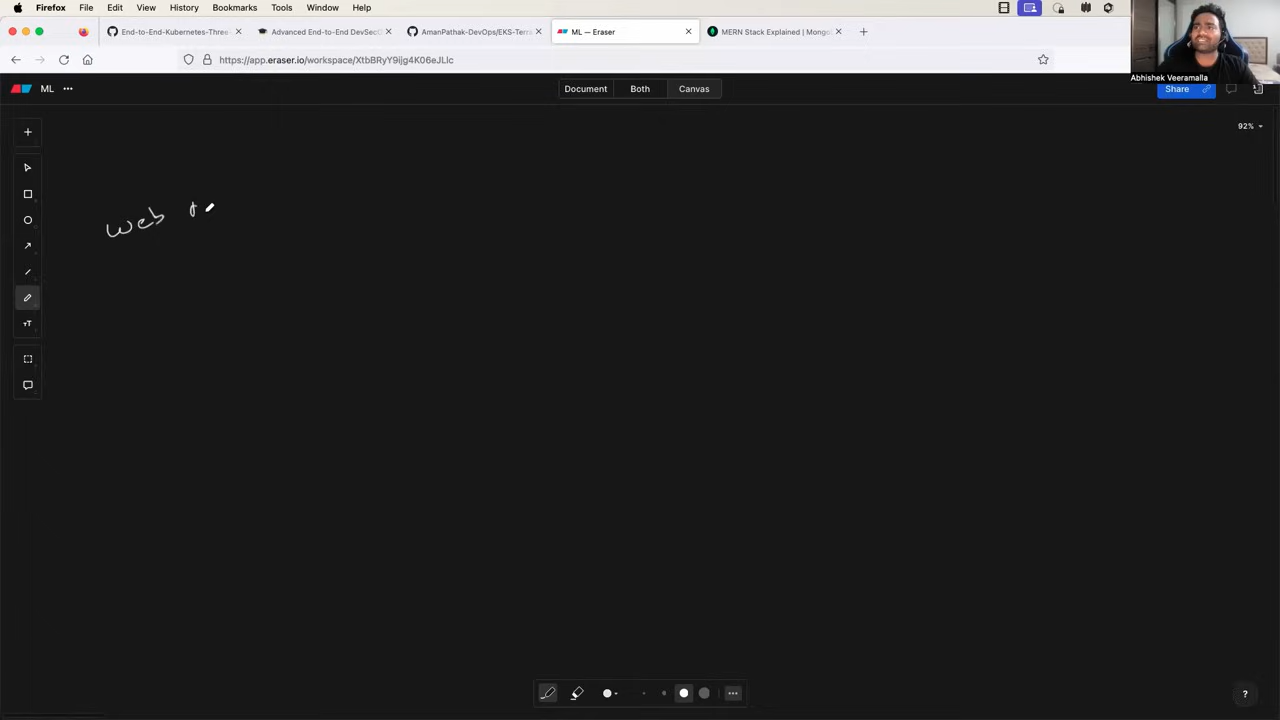 Firefox File Edit View History Bookmarks Tools Window Help
End-to-End-Kubernetes-Three
Advanced End-to-End DevSecO
AmanPathak-DevOps/EKS-Terra
ML — Eraser
MERN Stack Explained | Mongo
https://app.eraser.io/workspace/XtbBRyY9ijg4K06eJLlc
Abhishek Veeramalla
ML
Document Both Canvas
Share
92%
web
?